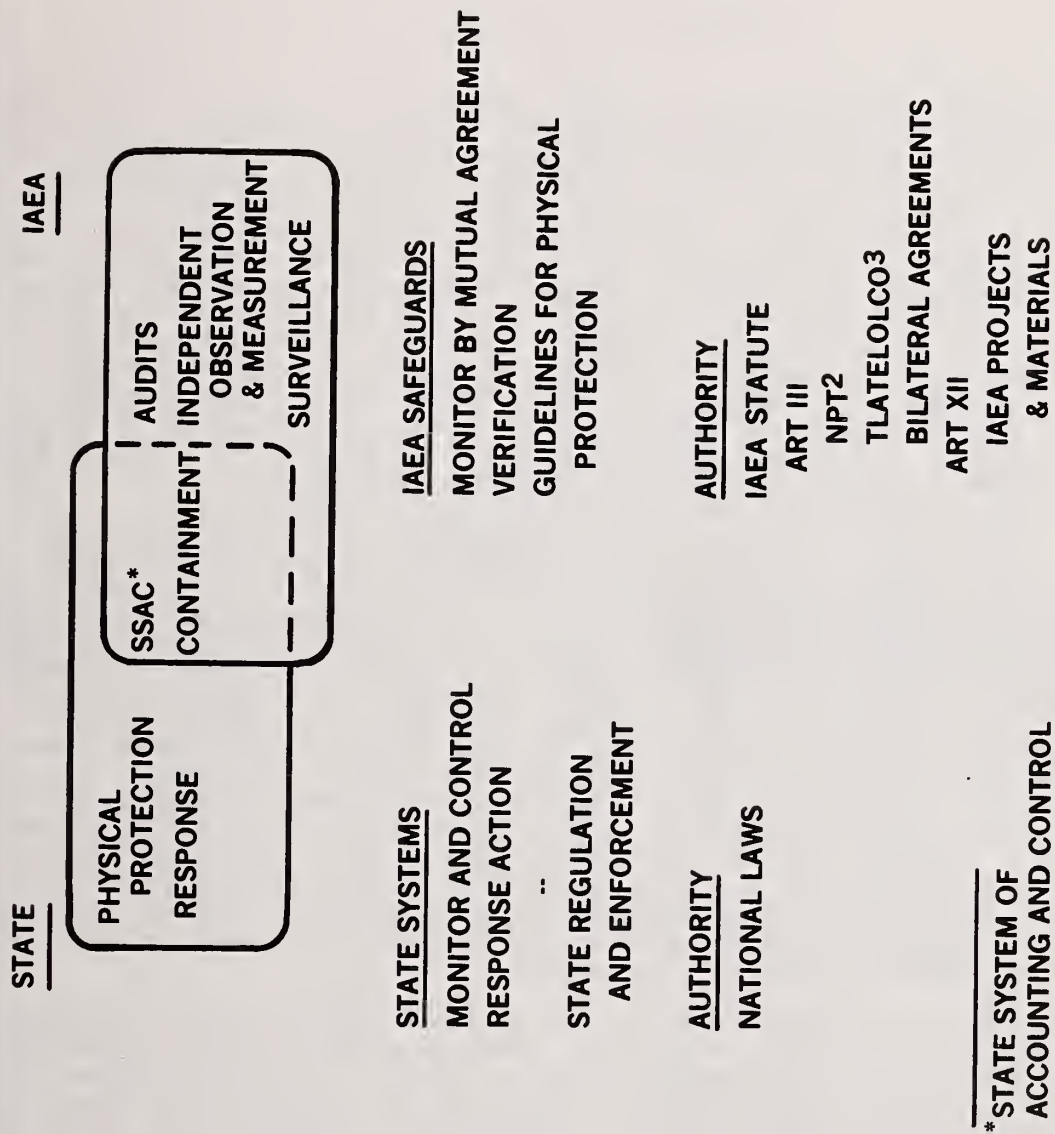 STATE
IAEA
PHYSICAL
PROTECTION
RESPONSE
SSAC*
CONTAINMENT
AUDITS
INDEPENDENT
OBSERVATION
& MEASUREMENT
SURVEILLANCE
STATE SYSTEMS
MONITOR AND CONTROL
RESPONSE ACTION
STATE REGULATION
AND ENFORCEMENT
AUTHORITY
NATIONAL LAWS
IAEA SAFEGUARDS
MONITOR BY MUTUAL AGREEMENT
VERIFICATION
GUIDELINES FOR PHYSICAL
PROTECTION
AUTHORITY
IAEA STATUTE
ART III
NPT2
TLATELOLCO3
BILATERAL AGREEMENTS
ART XII
IAEA PROJECTS
& MATERIALS
*STATE SYSTEM OF
ACCOUNTING AND CONTROL